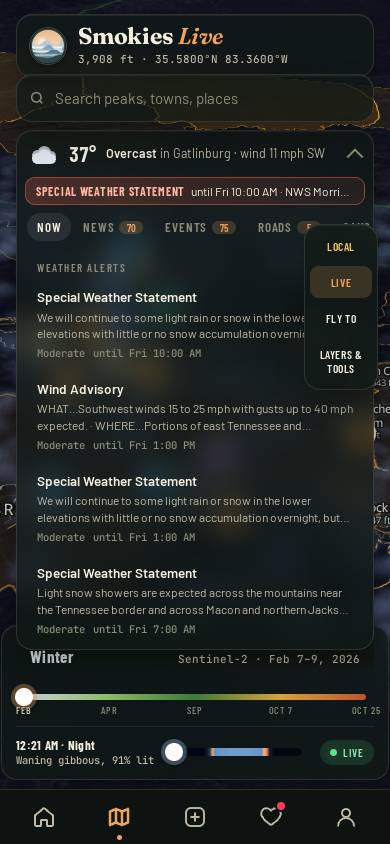 Smokies Live
3,908 ft · 35.5800°N 83.3600°W
Search peaks, towns, places
37° Overcast in Gatlinburg · wind 11 mph SW
SPECIAL WEATHER STATEMENT until Fri 10:00 AM · NWS Morri...
NOW NEWS 70 EVENTS 75 ROADS
LOCAL
LIVE
FLY TO
LAYERS &
TOOLS
WEATHER ALERTS
Special Weather Statement
We will continue to some light rain or snow in the lower
elevations with little or no snow accumulation
Moderate until Fri 10:00 AM
Wind Advisory
WHAT...Southwest winds 15 to 25 mph with gusts up to 40 mph
expected. · WHERE...Portions of east Tennessee and...
Moderate until Fri 1:00 PM
Special Weather Statement
We will continue to some light rain or snow in the lower
elevations with little or no snow accumulation overnight, but...
Moderate until Fri 1:00 AM
Special Weather Statement
Light snow showers are expected across the mountains near
the Tennessee border and across Macon and northern Jacks...
Moderate until Fri 7:00 AM
Winter Sentinel-2 · Feb 7–9, 2026
FEB APR SEP OCT 7 OCT 25
12:21 AM · Night
Waning gibbous, 91% lit
LIVE